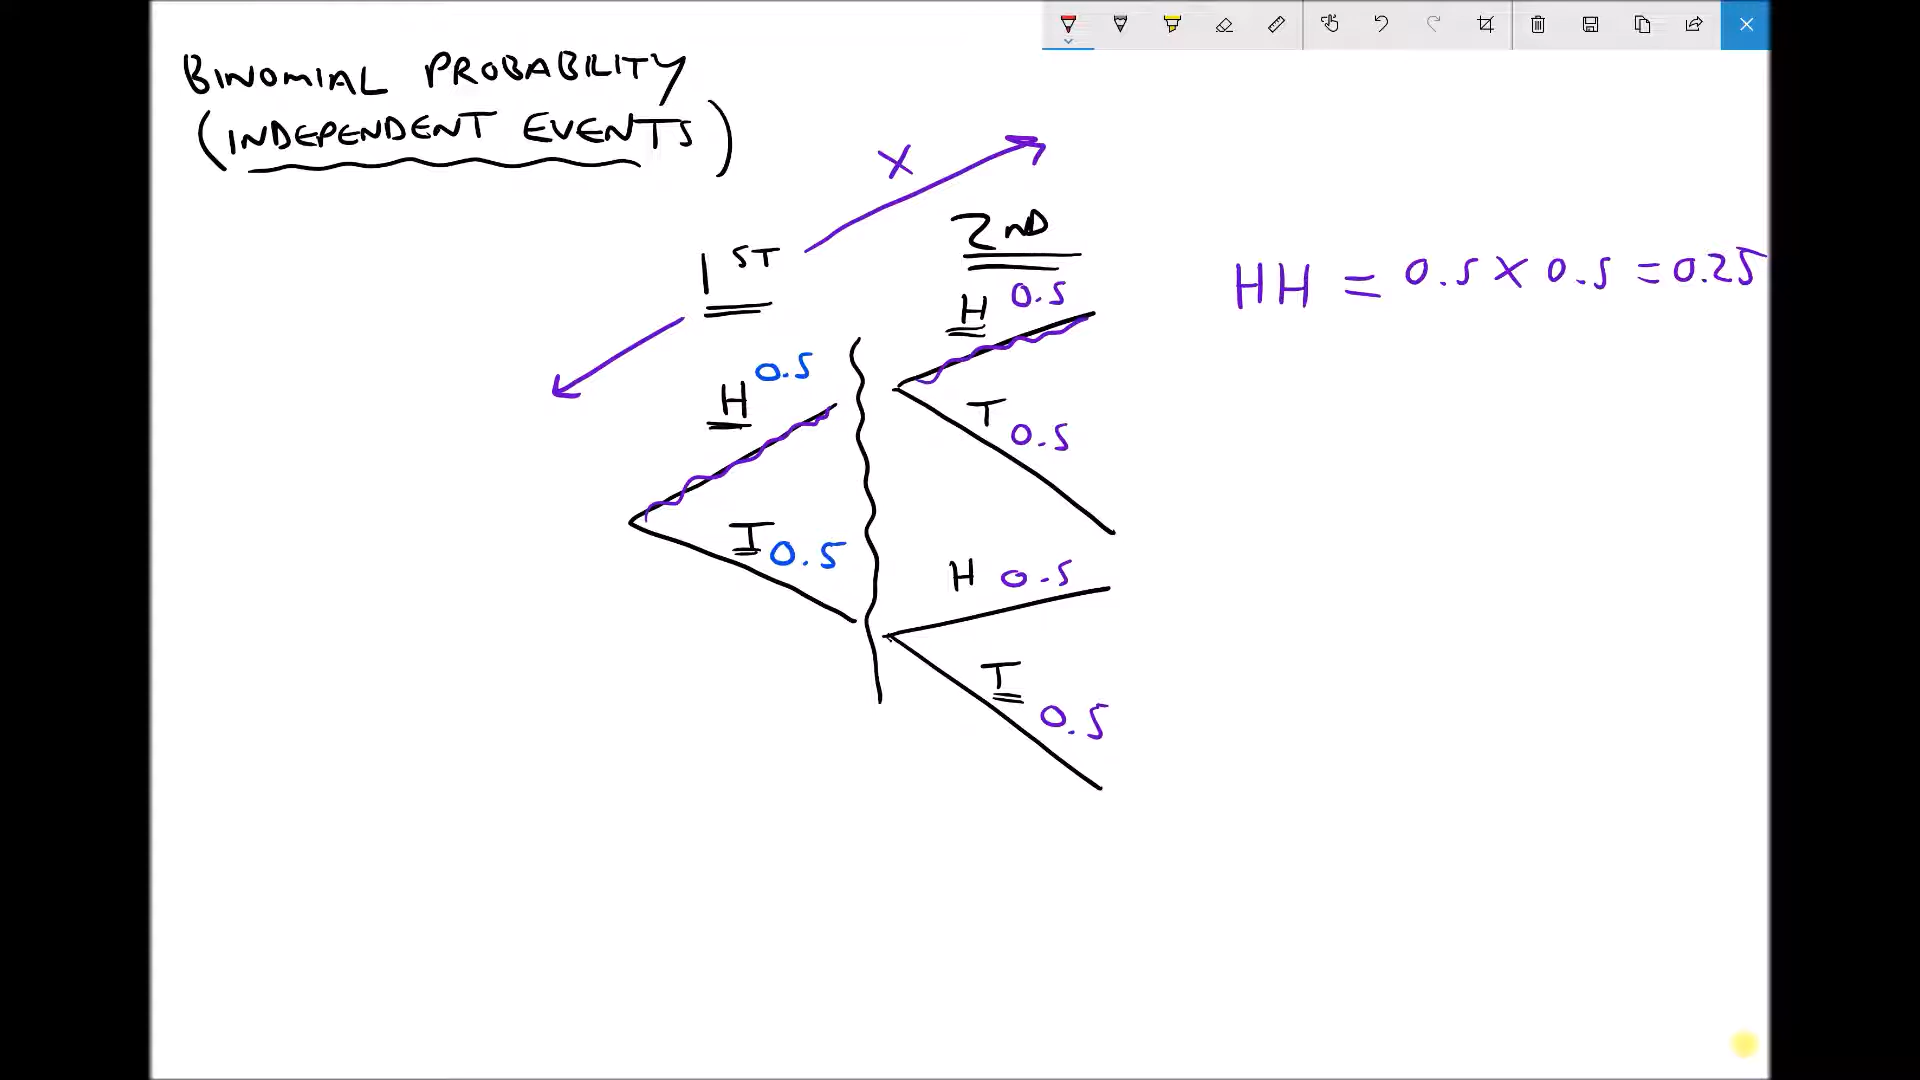 BINOMIAL PROBABILITY
(INDEPENDENT EVENTS)
X
1ST
2ND
H 0.5
HH = 0.5 X 0.5 = 0.25
H 0.5
T 0.5
T 0.5
H 0.5
T 0.5